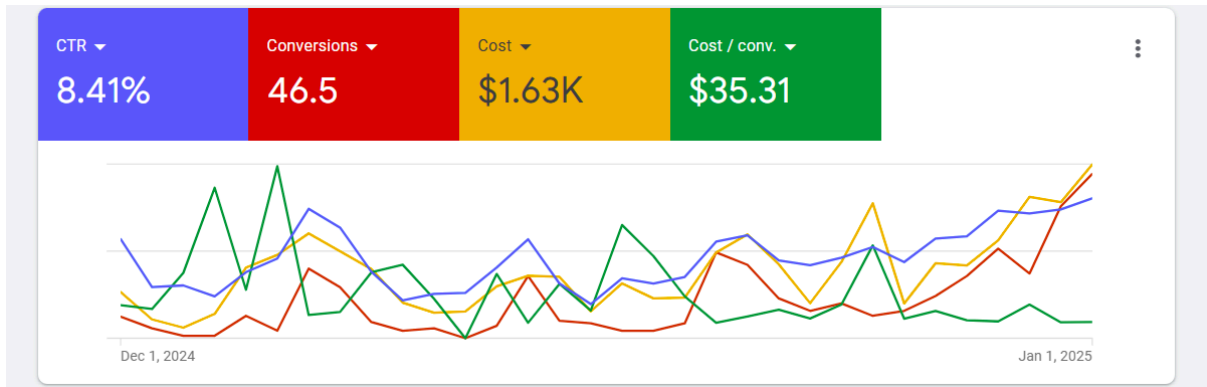 CTR
Conversions
Cost
Cost / conv.
8.41%
46.5
$1.63K
$35.31
Dec 1, 2024
Jan 1, 2025